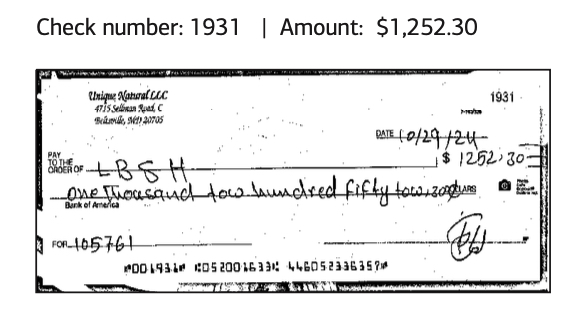 Check number: 1931 | Amount: $1,252.30
1931
Unique Natural LLC
4715 Sellman Road, C
Beltsville, MD 20705
DATE 10/29/24
PAY
TO THE
ORDER OF LBSH $ 1252.30
One Thousand tow hundred fifty tow. 30 DOLLARS
Bank of America
FOR 105761
⑈001931⑈ ⑆052001633⑆ 446052336357⑈